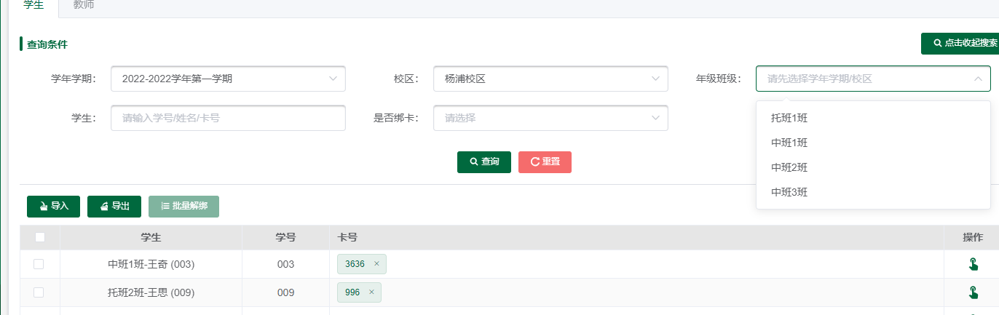 学生 教师
查询条件 点击收起搜索
学年学期： 2022-2022学年第一学期 校区： 杨浦校区 年级班级： 请先选择学年学期/校区
学生： 请输入学号/姓名/卡号 是否绑卡： 请选择
托班1班
中班1班
中班2班
中班3班
查询 重置
导入 导出 批量解绑
学生 学号 卡号 操作
中班1班-王奇 (003) 003 3636 ×
托班2班-王思 (009) 009 996 ×